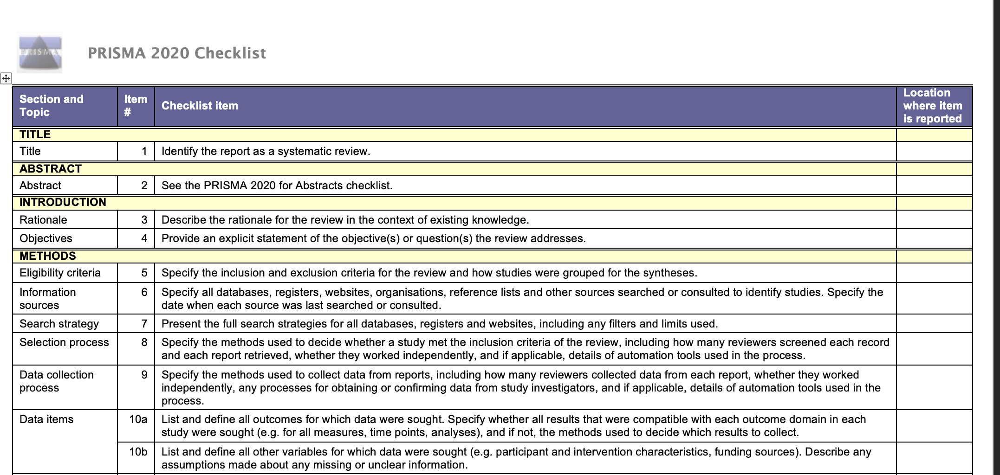 PRISMA
PRISMA 2020 Checklist
Section and
Topic
Item
#
Checklist item
Location
where item
is reported
TITLE
Title
1
Identify the report as a systematic review.
ABSTRACT
Abstract
2
See the PRISMA 2020 for Abstracts checklist.
INTRODUCTION
Rationale
3
Describe the rationale for the review in the context of existing knowledge.
Objectives
4
Provide an explicit statement of the objective(s) or question(s) the review addresses.
METHODS
Eligibility criteria
5
Specify the inclusion and exclusion criteria for the review and how studies were grouped for the syntheses.
Information
sources
6
Specify all databases, registers, websites, organisations, reference lists and other sources searched or consulted to identify studies. Specify the
date when each source was last searched or consulted.
Search strategy
7
Present the full search strategies for all databases, registers and websites, including any filters and limits used.
Selection process
8
Specify the methods used to decide whether a study met the inclusion criteria of the review, including how many reviewers screened each record
and each report retrieved, whether they worked independently, and if applicable, details of automation tools used in the process.
Data collection
process
9
Specify the methods used to collect data from reports, including how many reviewers collected data from each report, whether they worked
independently, any processes for obtaining or confirming data from study investigators, and if applicable, details of automation tools used in the
process.
Data items
10a
List and define all outcomes for which data were sought. Specify whether all results that were compatible with each outcome domain in each
study were sought (e.g. for all measures, time points, analyses), and if not, the methods used to decide which results to collect.
10b
List and define all other variables for which data were sought (e.g. participant and intervention characteristics, funding sources). Describe any
assumptions made about any missing or unclear information.